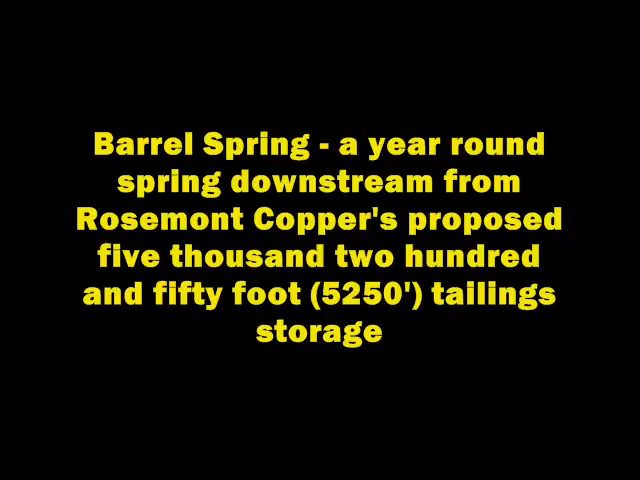 Barrel Spring - a year round
spring downstream from
Rosemont Copper's proposed
five thousand two hundred
and fifty foot (5250') tailings
storage